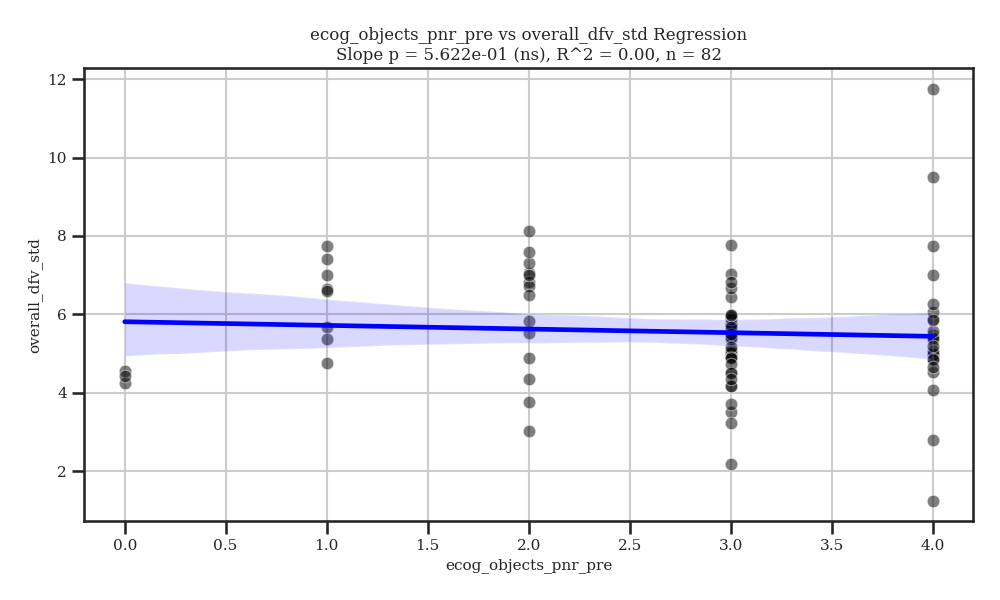 ecog_objects_pnr_pre vs overall_dfv_std Regression
Slope p = 5.622e-01 (ns), R^2 = 0.00, n = 82
overall_dfv_std
12
10
8
6
4
2
0.0 0.5 1.0 1.5 2.0 2.5 3.0 3.5 4.0
ecog_objects_pnr_pre